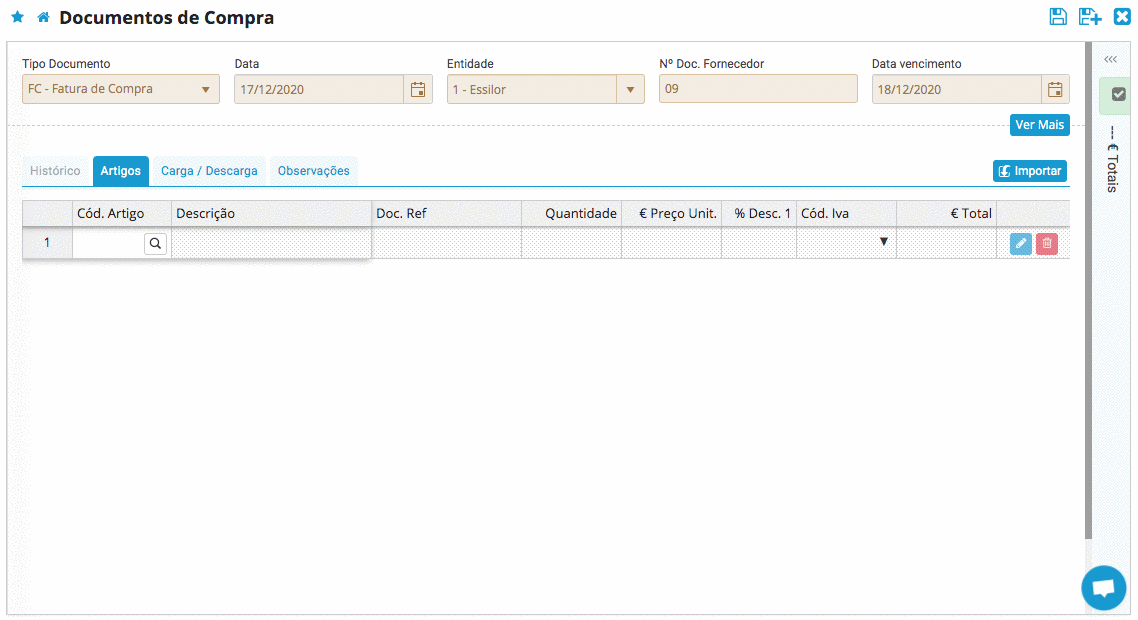 Documentos de Compra
Tipo Documento Data Entidade Nº Doc. Fornecedor Data vencimento
FC - Fatura de Compra 17/12/2020 1 - Essilor 09 18/12/2020
Ver Mais
Histórico Artigos Carga / Descarga Observações Importar
Cód. Artigo Descrição Doc. Ref Quantidade € Preço Unit. % Desc. 1 Cód. Iva € Total
1
--- € Totais